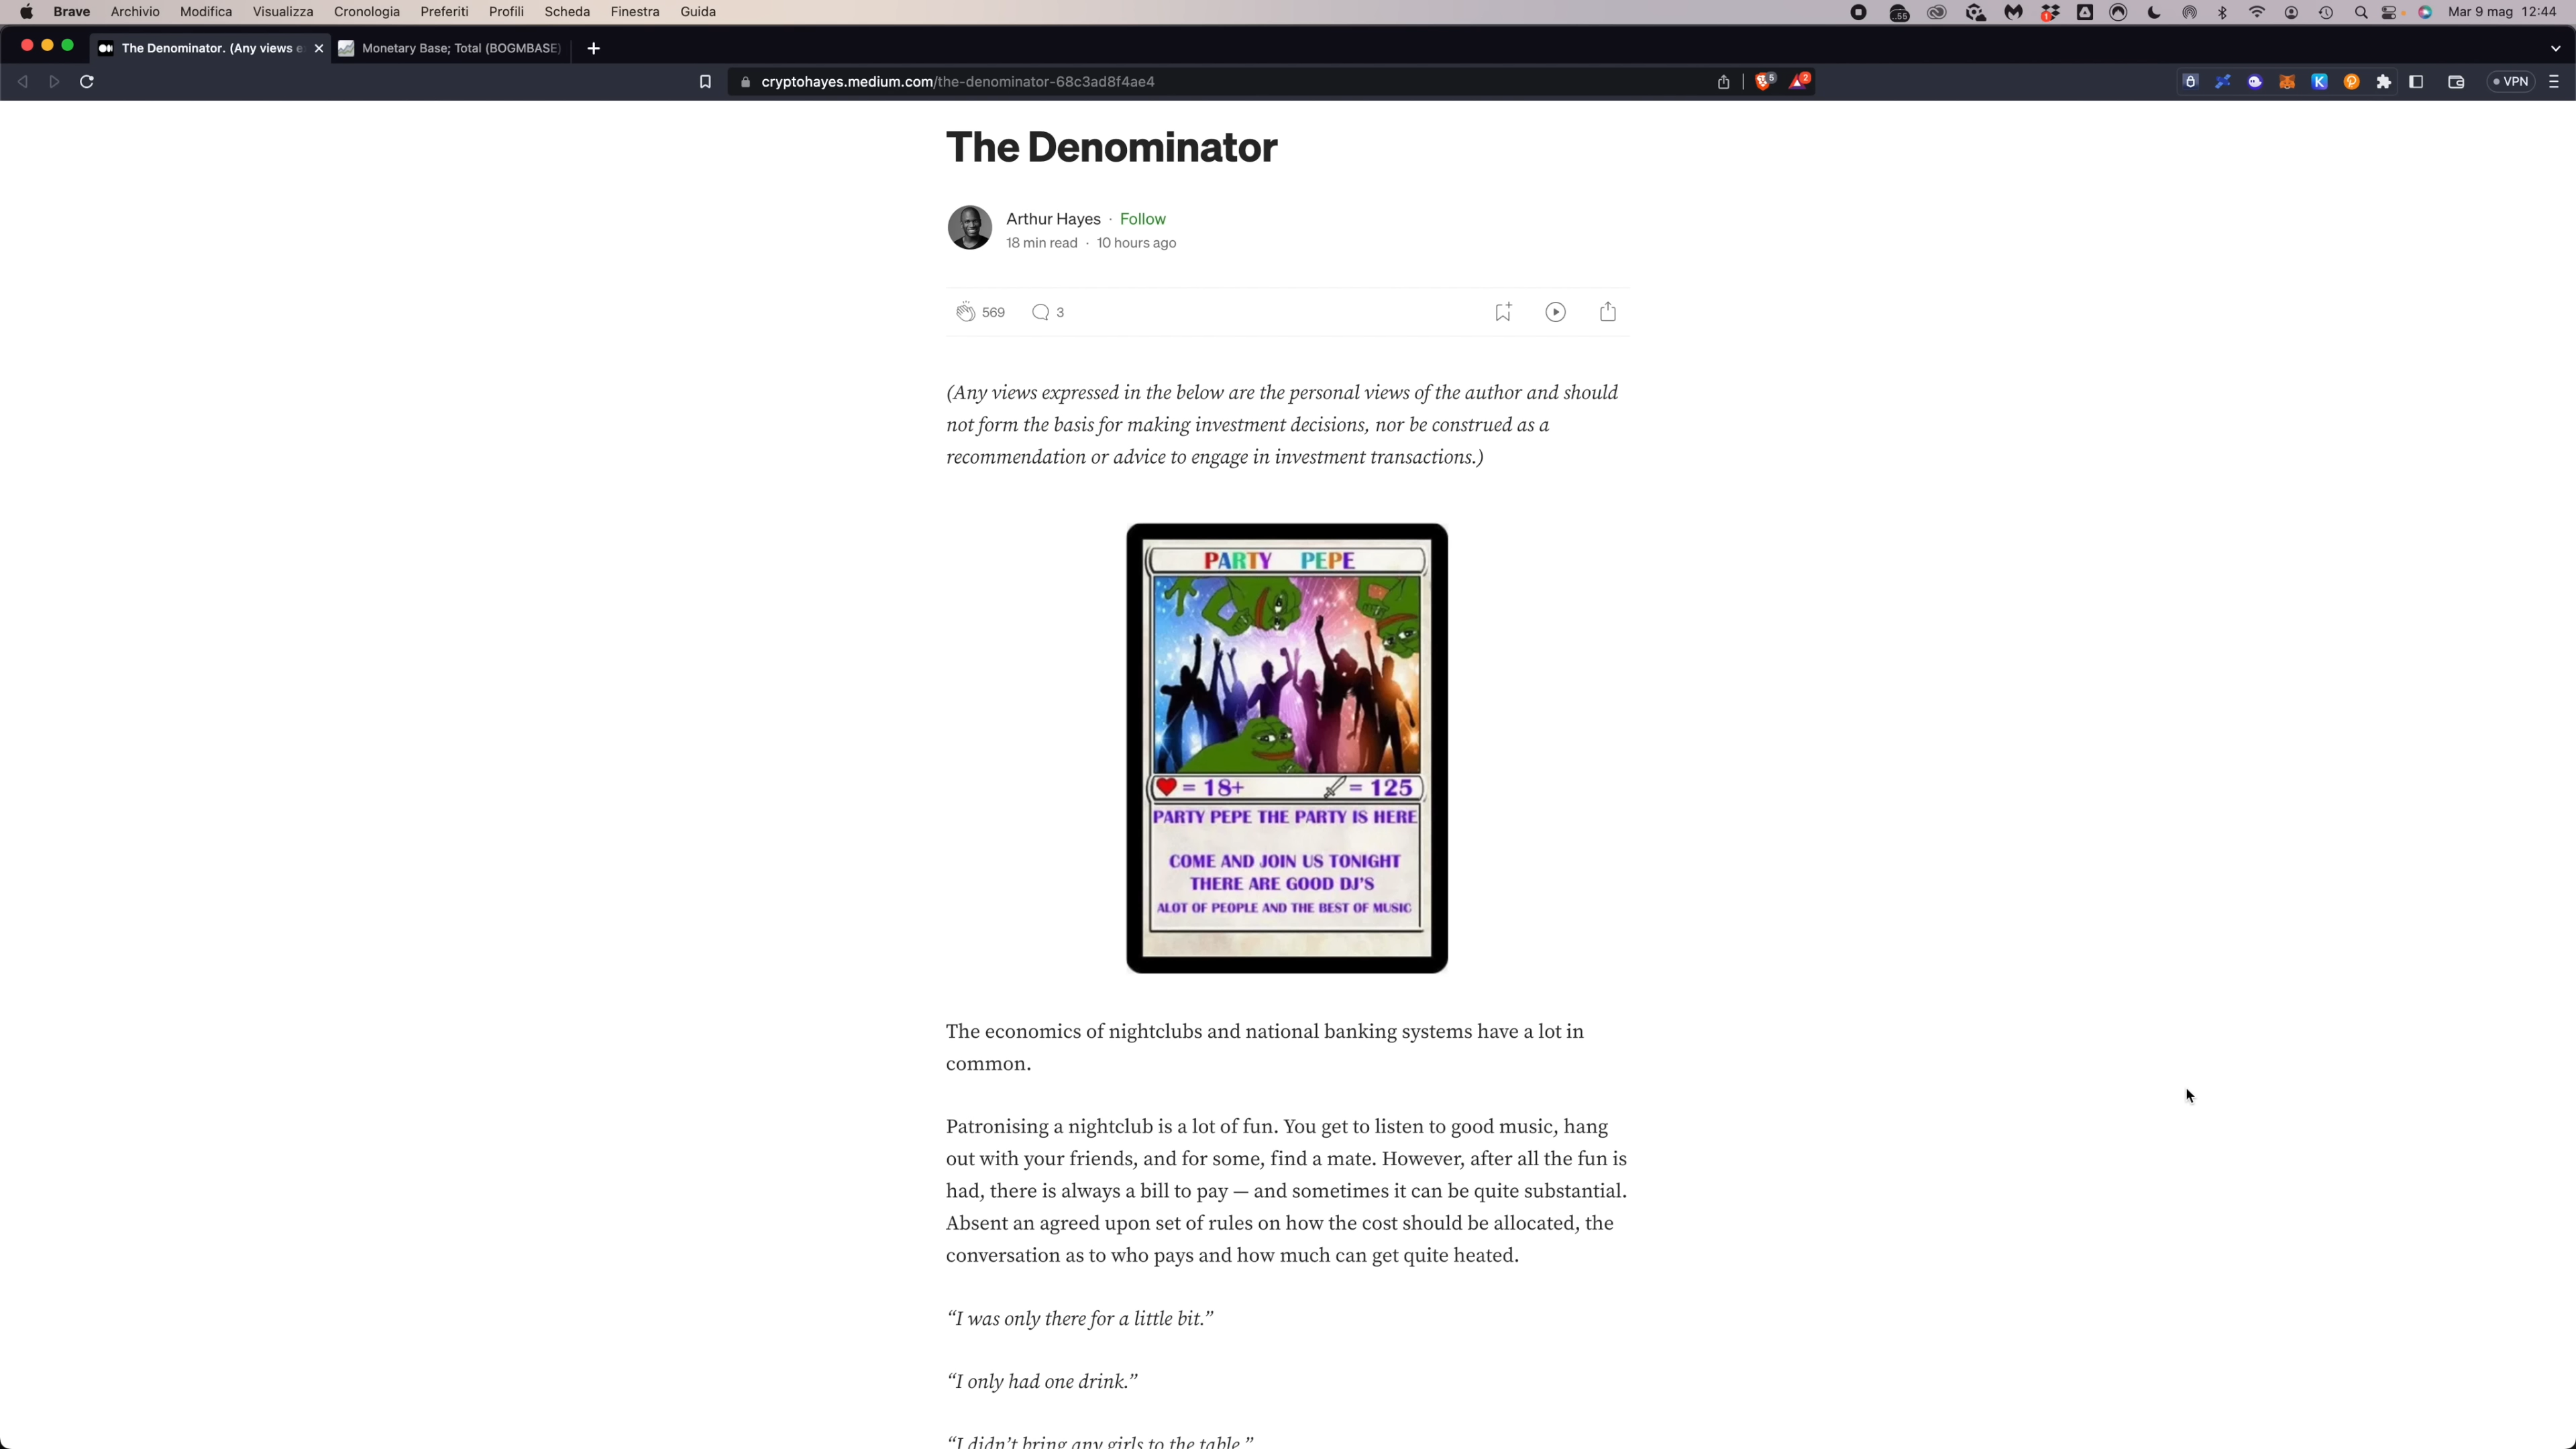 Brave Archivio Modifica Visualizza Cronologia Preferiti Profili Scheda Finestra Guida Mar 9 mag 12:44
The Denominator. (Any views e Monetary Base; Total (BOGMBASE)
cryptohayes.medium.com/the-denominator-68c3ad8f4ae4 5 2 VPN
The Denominator
Arthur Hayes · Follow
18 min read · 10 hours ago
569 3
(Any views expressed in the below are the personal views of the author and should
not form the basis for making investment decisions, nor be construed as a
recommendation or advice to engage in investment transactions.)
PARTY PEPE
= 18+ = 125
PARTY PEPE THE PARTY IS HERE
COME AND JOIN US TONIGHT
THERE ARE GOOD DJ'S
ALOT OF PEOPLE AND THE BEST OF MUSIC
The economics of nightclubs and national banking systems have a lot in
common.
Patronising a nightclub is a lot of fun. You get to listen to good music, hang
out with your friends, and for some, find a mate. However, after all the fun is
had, there is always a bill to pay — and sometimes it can be quite substantial.
Absent an agreed upon set of rules on how the cost should be allocated, the
conversation as to who pays and how much can get quite heated.
“I was only there for a little bit.”
“I only had one drink.”
“I didn’t bring any girls to the table.”